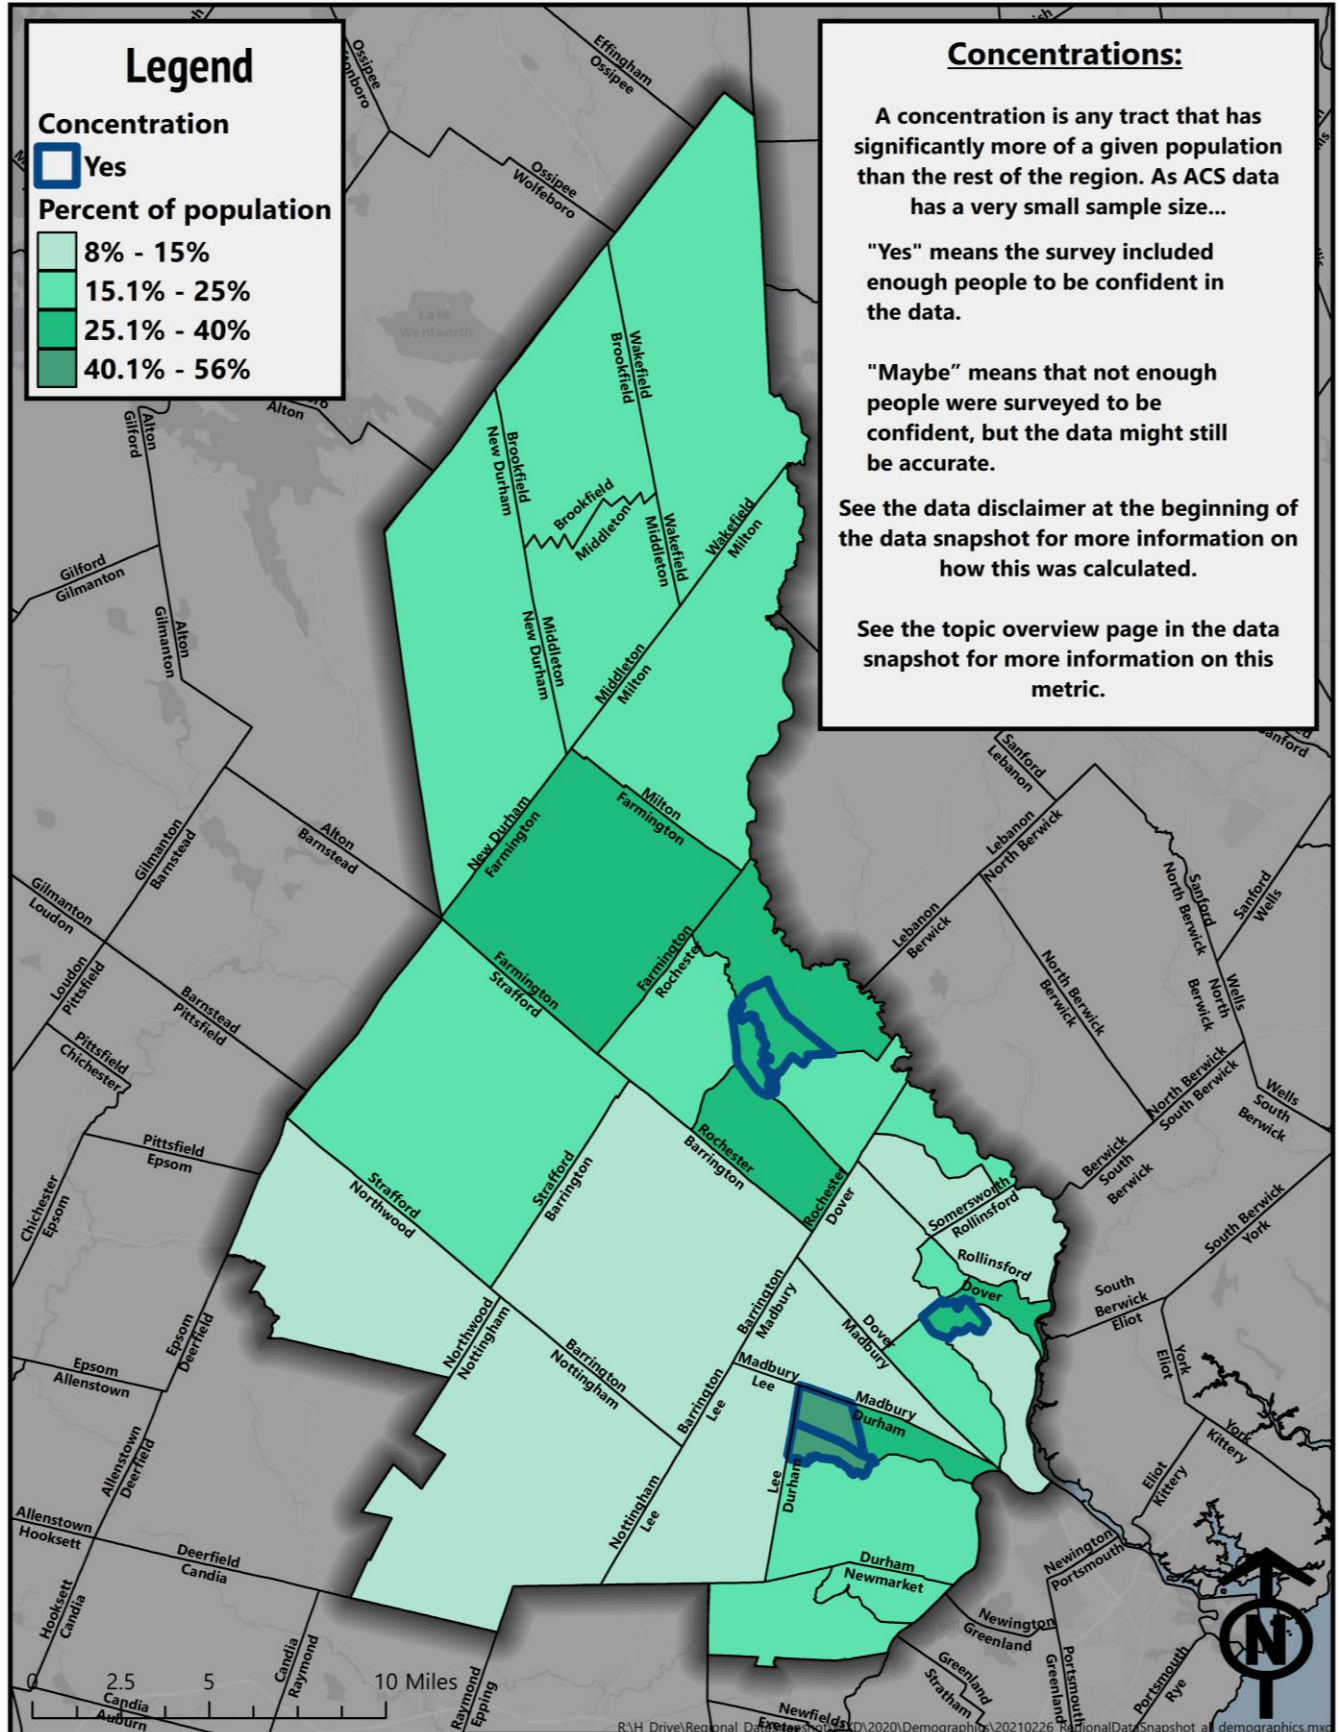 Legend
Concentration
Yes
Percent of population
8% - 15%
15.1% - 25%
25.1% - 40%
40.1% - 56%
Concentrations:
A concentration is any tract that has
significantly more of a given population
than the rest of the region. As ACS data
has a very small sample size...
"Yes" means the survey included
enough people to be confident in
the data.
"Maybe” means that not enough
people were surveyed to be
confident, but the data might still
be accurate.
See the data disclaimer at the beginning of
the data snapshot for more information on
how this was calculated.
See the topic overview page in the data
snapshot for more information on this
metric.
Ossipee
Effingham
Ossipee
Ossipee
Wolfeboro
Lake
Wentworth
Alton
Alton
Gilford
Wakefield
Brookfield
Brookfield
New Durham
Brookfield
Middleton
Wakefield
Middleton
Wakefield
Milton
Gilford
Gilmanton
Alton
Gilmanton
Middleton
New Durham
Middleton
Milton
Sanford
Lebanon
Milton
Farmington
New Durham
Farmington
Alton
Barnstead
Gilmanton
Barnstead
Lebanon
North Berwick
Sanford
North Berwick
Sanford
Wells
Gilmanton
Loudon
Lebanon
Berwick
Loudon
Pittsfield
Farmington
Rochester
Farmington
Strafford
North Berwick
Berwick
Wells
North
Berwick
Barnstead
Pittsfield
Pittsfield
Chichester
North Berwick
South Berwick
Wells
South
Berwick
Pittsfield
Epsom
Rochester
Barrington
Berwick
South
Berwick
Chichester
Epsom
Strafford
Northwood
Strafford
Barrington
Rochester
Dover
Somersworth
Rollinsford
South Berwick
York
Rollinsford
Dover
South
Berwick
Eliot
Barrington
Madbury
Epsom
Deerfield
Northwood
Nottingham
Dover
Madbury
Epsom
Allenstown
Barrington
Nottingham
York
Eliot
Madbury
Lee
Barrington
Lee
Madbury
Durham
York
Kittery
Allenstown
Deerfield
Eliot
Kittery
Lee
Durham
Nottingham
Lee
Allenstown
Hooksett
Deerfield
Candia
Newington
Portsmouth
Durham
Newmarket
Hooksett
Candia
Newington
Greenland
N
Candia
Raymond
Greenland
Stratham
Portsmouth
Greenland
Portsmouth
Rye
0 2.5 5 10 Miles
Candia
Auburn
Raymond
Epping
Newfields
Exeter